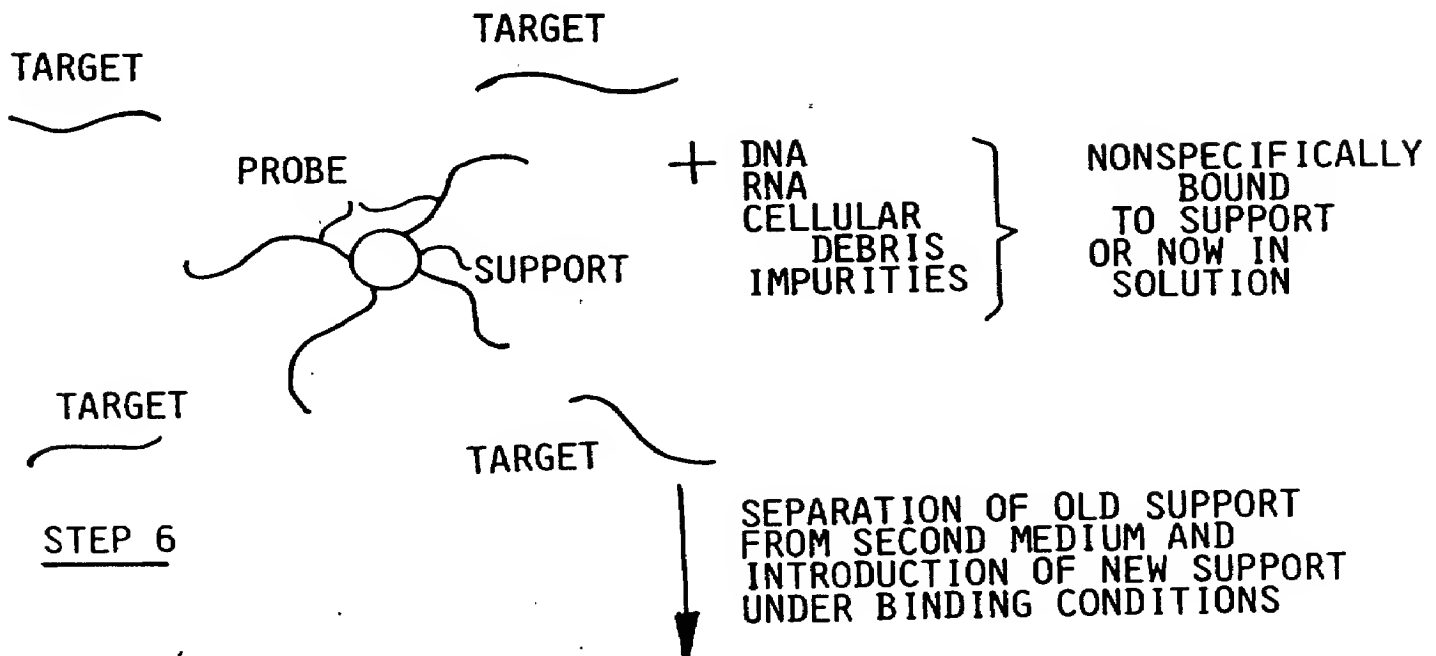 TARGET
TARGET
PROBE
SUPPORT
+ DNA
RNA
CELLULAR
DEBRIS
IMPURITIES
NONSPECIFICALLY
BOUND
TO SUPPORT
OR NOW IN
SOLUTION
TARGET
TARGET
STEP 6
SEPARATION OF OLD SUPPORT
FROM SECOND MEDIUM AND
INTRODUCTION OF NEW SUPPORT
UNDER BINDING CONDITIONS